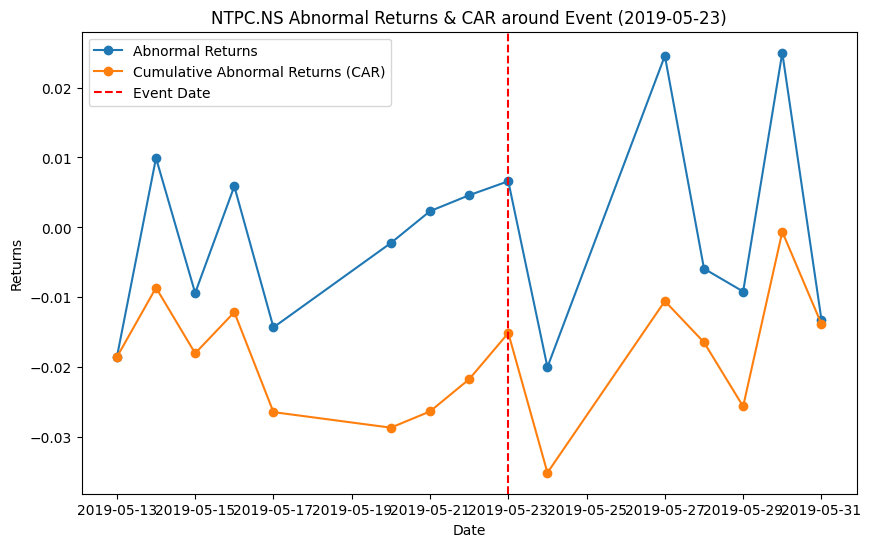 NTPC.NS Abnormal Returns & CAR around Event (2019-05-23)
Abnormal Returns
Cumulative Abnormal Returns (CAR)
Event Date
0.02
0.01
0.00
−0.01
−0.02
−0.03
Returns
2019-05-13 2019-05-15 2019-05-17 2019-05-19 2019-05-21 2019-05-23 2019-05-25 2019-05-27 2019-05-29 2019-05-31
Date